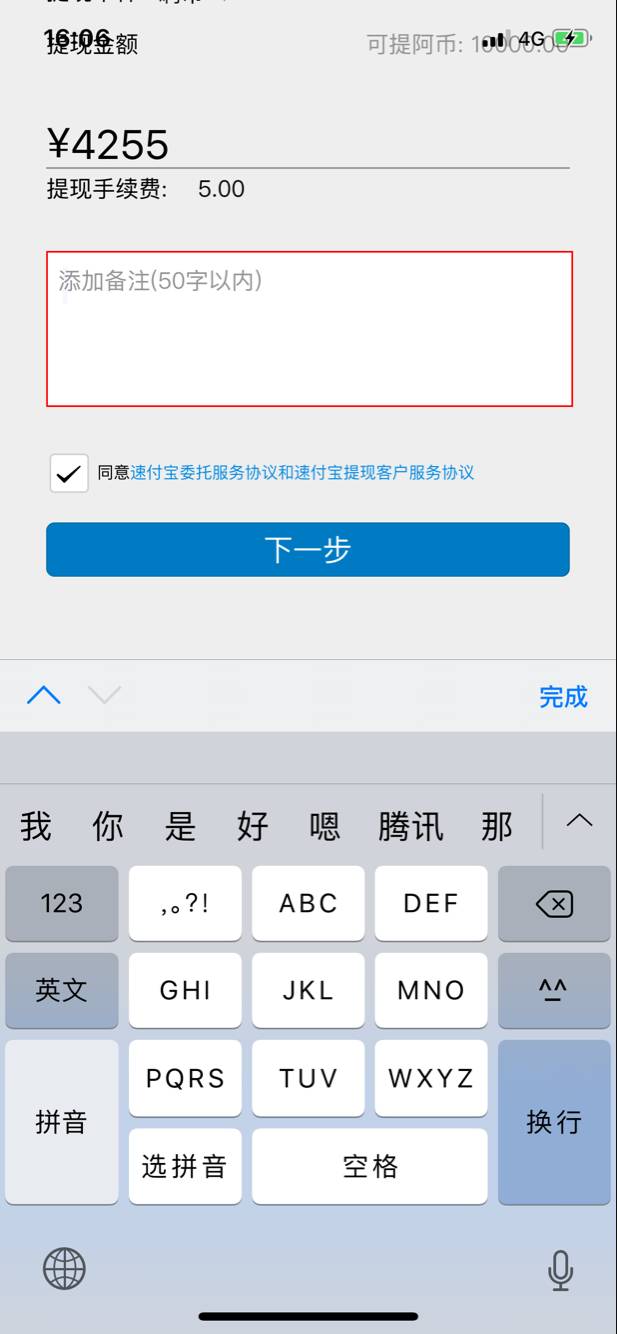 16:06
4G
提现金额
可提阿币: 10000.00
¥4255
提现手续费: 5.00
添加备注(50字以内)
同意速付宝委托服务协议和速付宝提现客户服务协议
下一步
完成
我 你 是 好 嗯 腾讯 那
123 ,。?! ABC DEF
英文 GHI JKL MNO ^^
拼音 PQRS TUV WXYZ 换行
选拼音 空格